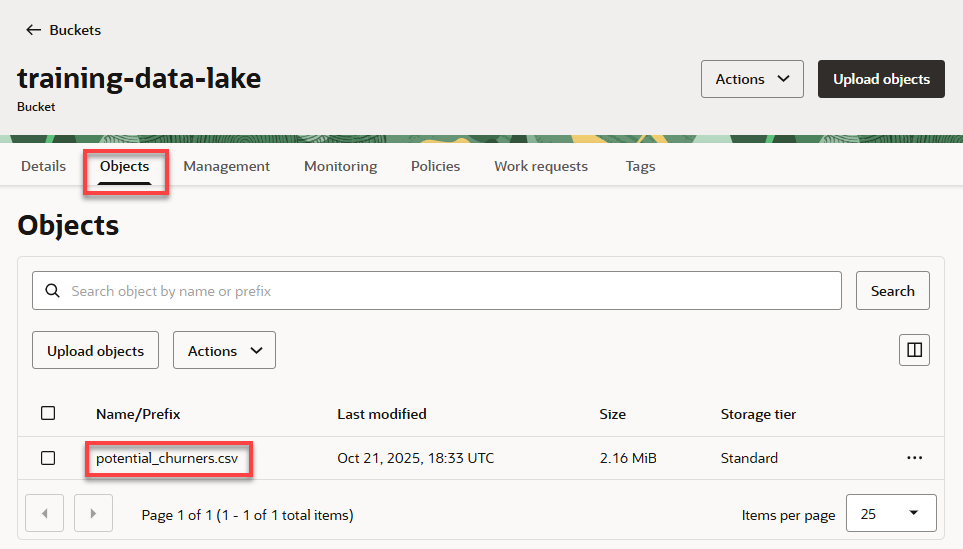 Buckets
training-data-lake
Bucket
Actions
Upload objects
Details Objects Management Monitoring Policies Work requests Tags
Objects
Search object by name or prefix
Search
Upload objects Actions
Name/Prefix Last modified Size Storage tier
potential_churners.csv Oct 21, 2025, 18:33 UTC 2.16 MiB Standard
Page 1 of 1 (1 - 1 of 1 total items) Items per page 25